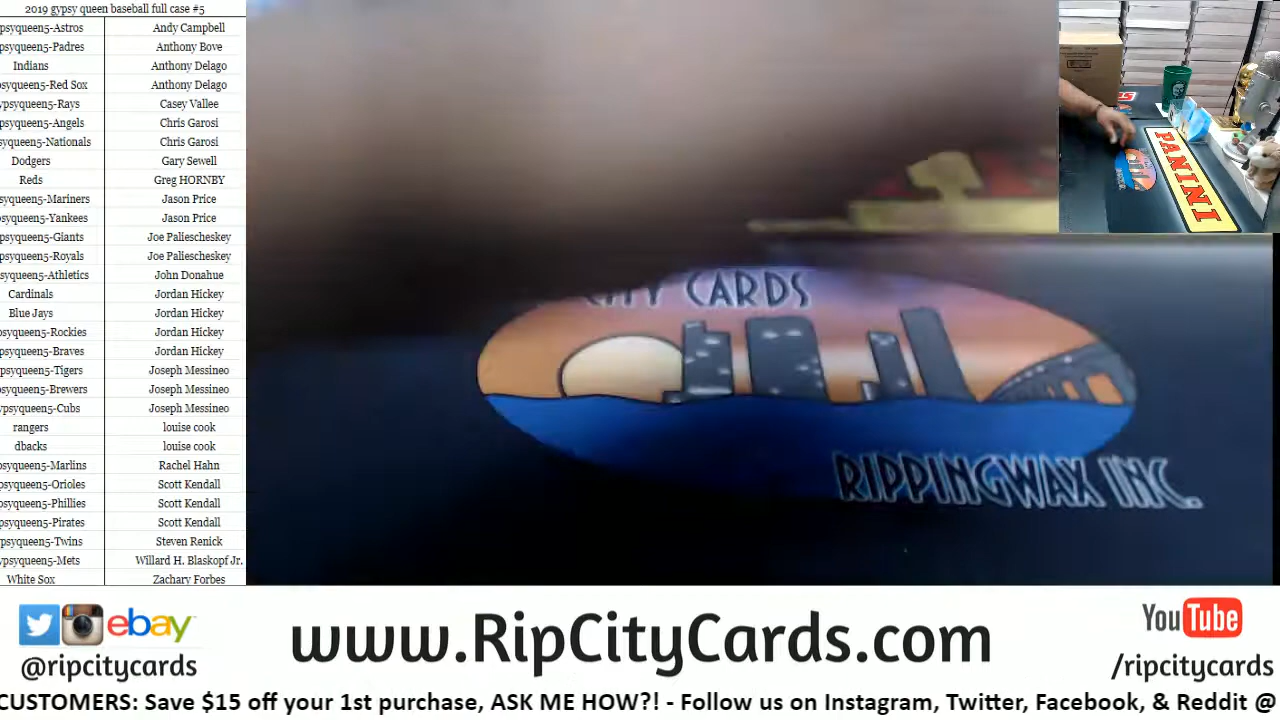 2019 gypsy queen baseball full case #5
psyqueen5-Astros Andy Campbell
psyqueen5-Padres Anthony Bove
Indians Anthony Delago
psyqueen5-Red Sox Anthony Delago
ypsyqueen5-Rays Casey Vallee
psyqueen5-Angels Chris Garosi
syqueen5-Nationals Chris Garosi
Dodgers Gary Sewell
Reds Greg HORNBY
syqueen5-Mariners Jason Price
syqueen5-Yankees Jason Price
psyqueen5-Giants Joe Paliescheskey
psyqueen5-Royals Joe Paliescheskey
syqueen5-Athletics John Donahue
Cardinals Jordan Hickey
Blue Jays Jordan Hickey
psyqueen5-Rockies Jordan Hickey
psyqueen5-Braves Jordan Hickey
psyqueen5-Tigers Joseph Messineo
psyqueen5-Brewers Joseph Messineo
ypsyqueen5-Cubs Joseph Messineo
rangers louise cook
dbacks louise cook
psyqueen5-Marlins Rachel Hahn
psyqueen5-Orioles Scott Kendall
psyqueen5-Phillies Scott Kendall
psyqueen5-Pirates Scott Kendall
psyqueen5-Twins Steven Renick
ypsyqueen5-Mets Willard H. Blaskopf Jr.
White Sox Zachary Forbes
CITY CARDS
RIPPINGWAX INC.
PANINI
ebay
@ripcitycards
www.RipCityCards.com
YouTube
/ripcitycards
CUSTOMERS: Save $15 off your 1st purchase, ASK ME HOW?! - Follow us on Instagram, Twitter, Facebook, & Reddit @